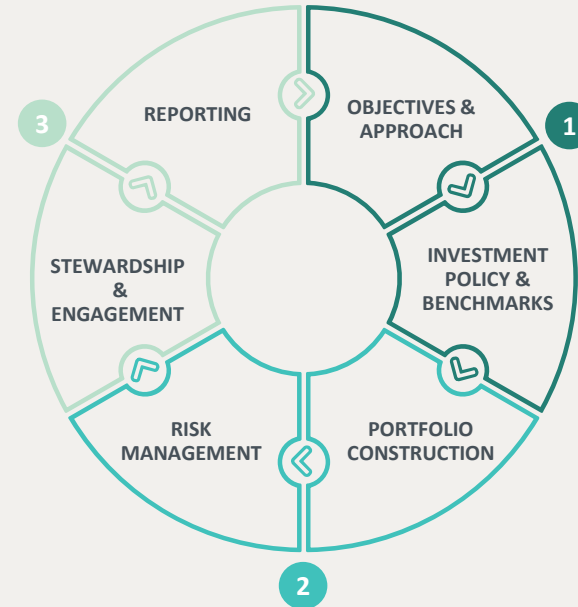 1
OBJECTIVES &
APPROACH
INVESTMENT
POLICY &
BENCHMARKS
PORTFOLIO
CONSTRUCTION
2
RISK
MANAGEMENT
STEWARDSHIP
&
ENGAGEMENT
3
REPORTING